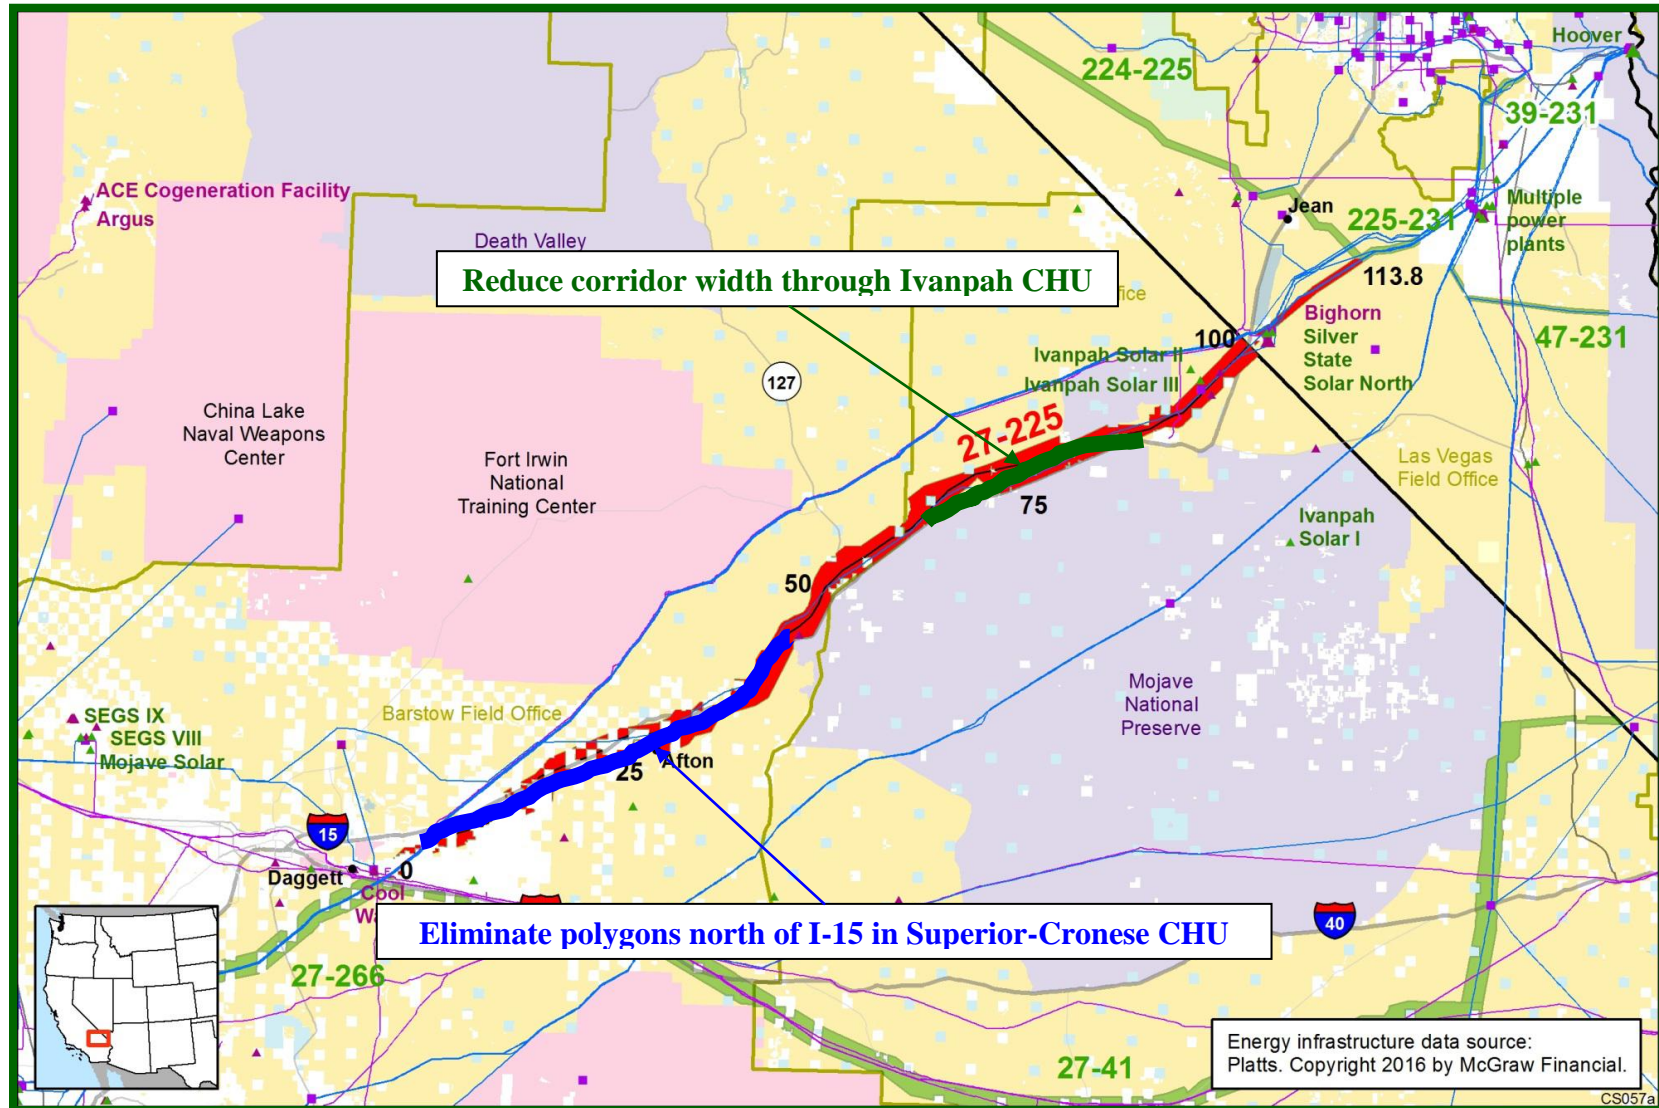 Hoover
224-225
39-231
ACE Cogeneration Facility
Argus
Jean
Multiple
power
plants
225-231
Death Valley
Reduce corridor width through Ivanpah CHU
113.8
Bighorn
Silver
State
Solar North
47-231
100
Ivanpah Solar II
Ivanpah Solar III
127
China Lake
Naval Weapons
Center
27-225
Fort Irwin
National
Training Center
Las Vegas
Field Office
75
Ivanpah
Solar I
50
Mojave
National
Preserve
Barstow Field Office
SEGS IX
SEGS VIII
Mojave Solar
25
Afton
15
0
Daggett
Cool
Eliminate polygons north of I-15 in Superior-Cronese CHU
40
27-266
27-41
Energy infrastructure data source:
Platts. Copyright 2016 by McGraw Financial.
CS057a